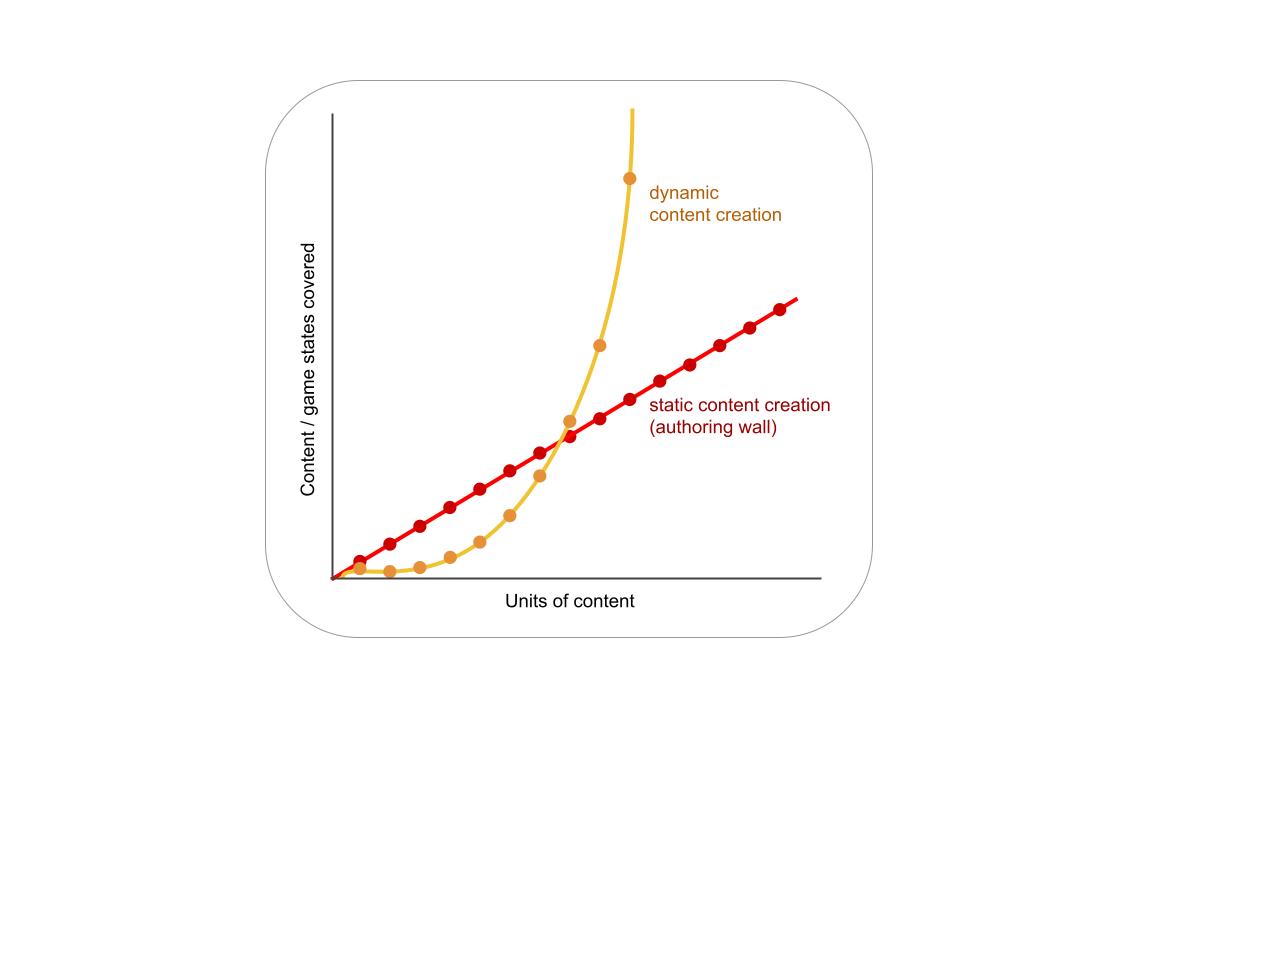 dynamic
content creation
Content / game states covered
static content creation
(authoring wall)
Units of content